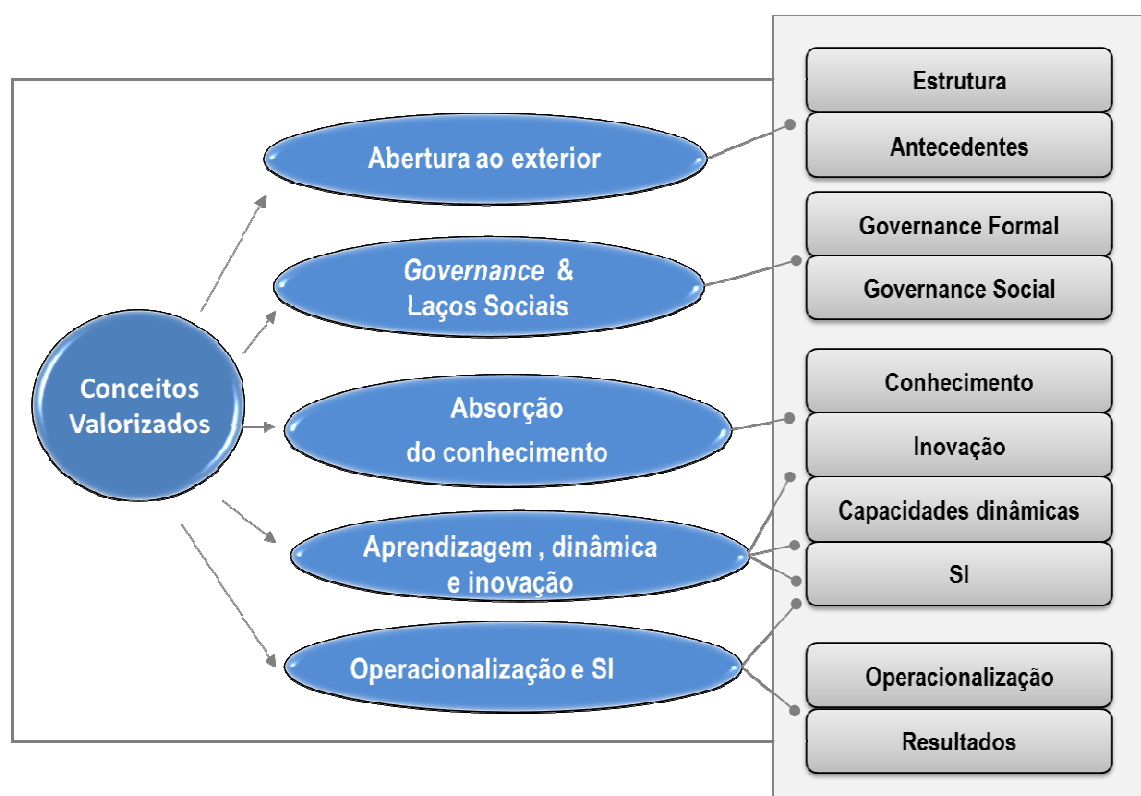 Conceitos
Valorizados
Abertura ao exterior
Governance &
Laços Sociais
Absorção
do conhecimento
Aprendizagem , dinâmica
e inovação
Operacionalização e SI
Estrutura
Antecedentes
Governance Formal
Governance Social
Conhecimento
Inovação
Capacidades dinâmicas
SI
Operacionalização
Resultados